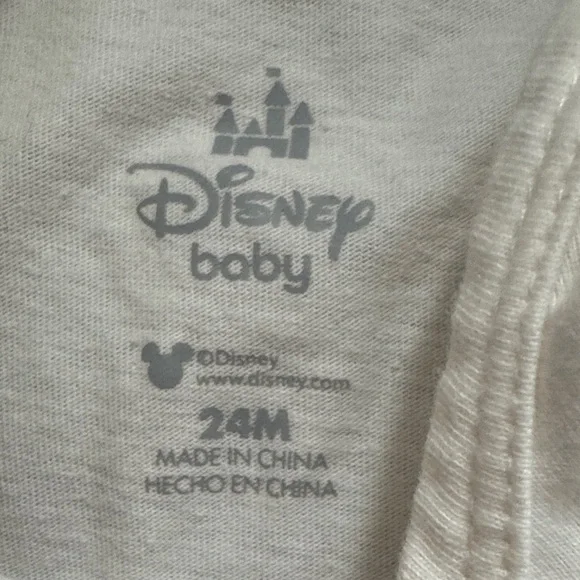 Disney
baby
©Disney
www.disney.com
24M
MADE IN CHINA
HECHO EN CHINA